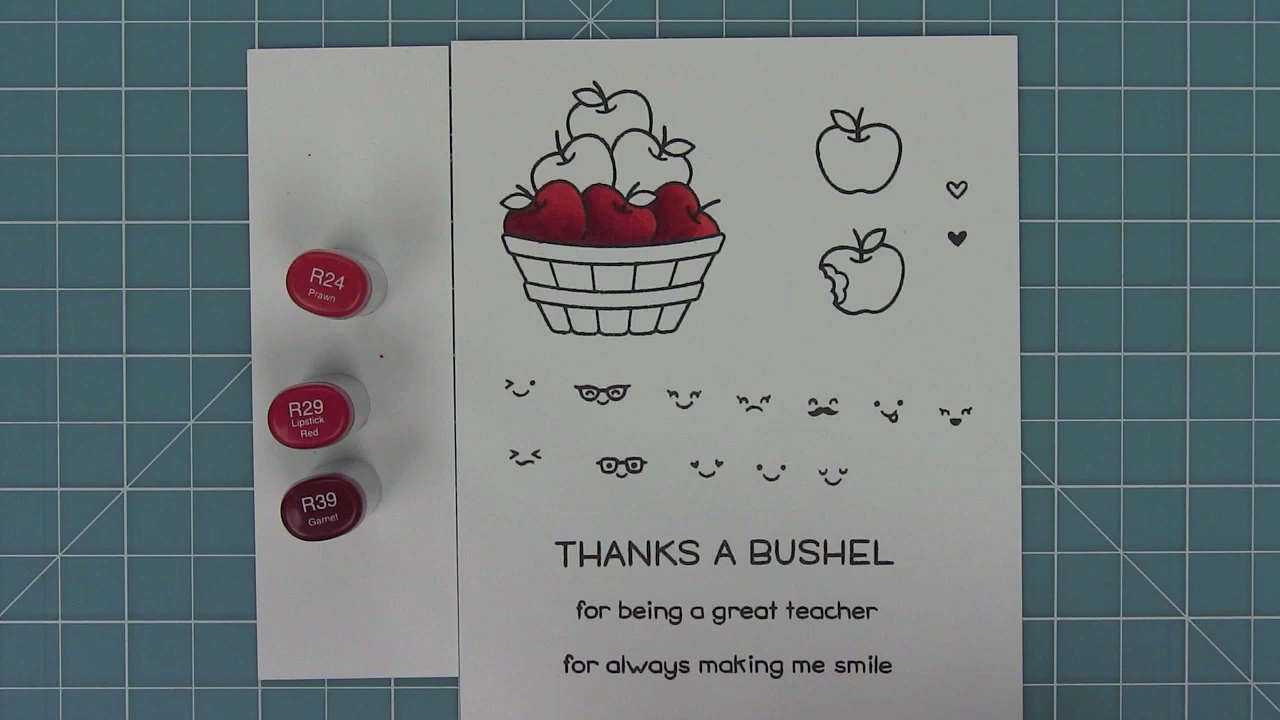 R24
Prawn
R29
Lipstick
Red
R39
Garnet
THANKS A BUSHEL
for being a great teacher
for always making me smile